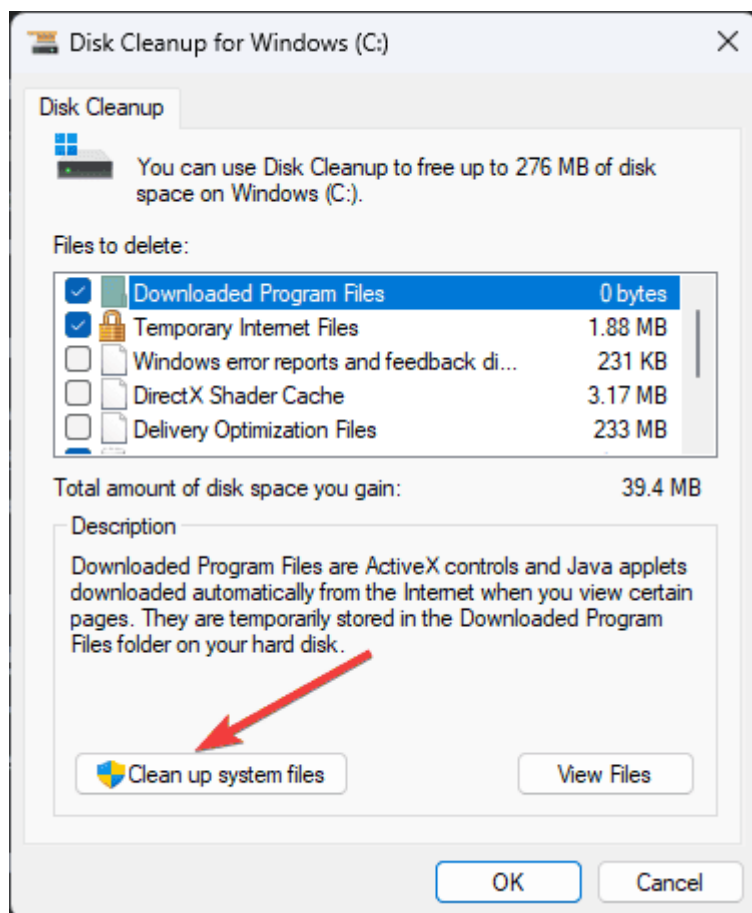 Disk Cleanup for Windows (C:)
Disk Cleanup
You can use Disk Cleanup to free up to 276 MB of disk
space on Windows (C:).
Files to delete:
Downloaded Program Files 0 bytes
Temporary Internet Files 1.88 MB
Windows error reports and feedback di... 231 KB
DirectX Shader Cache 3.17 MB
Delivery Optimization Files 233 MB
Total amount of disk space you gain: 39.4 MB
Description
Downloaded Program Files are ActiveX controls and Java applets
downloaded automatically from the Internet when you view certain
pages. They are temporarily stored in the Downloaded Program
Files folder on your hard disk.
Clean up system files View Files
OK Cancel